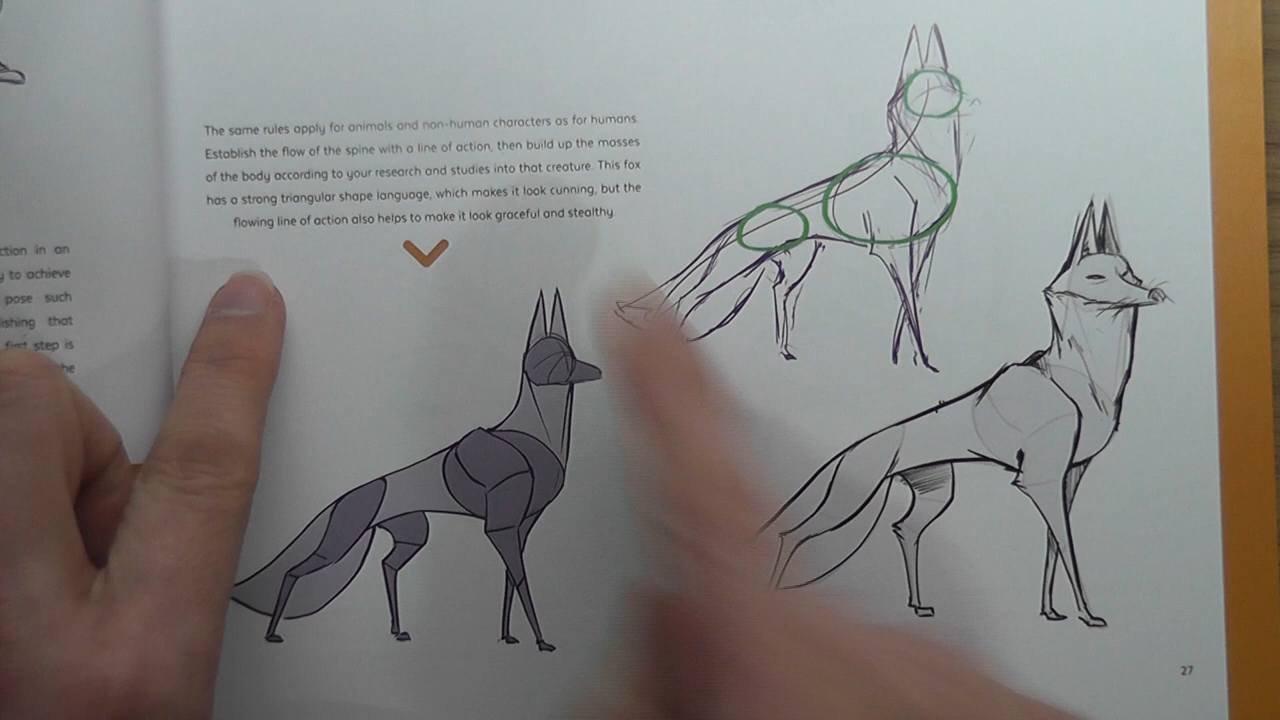 The same rules apply for animals and non-human characters as for humans.
Establish the flow of the spine with a line of action, then build up the masses
of the body according to your research and studies into that creature. This fox
has a strong triangular shape language, which makes it look cunning, but the
flowing line of action also helps to make it look graceful and stealthy.
ction in an
to achieve
pose such
ishing that
first step is
he
27